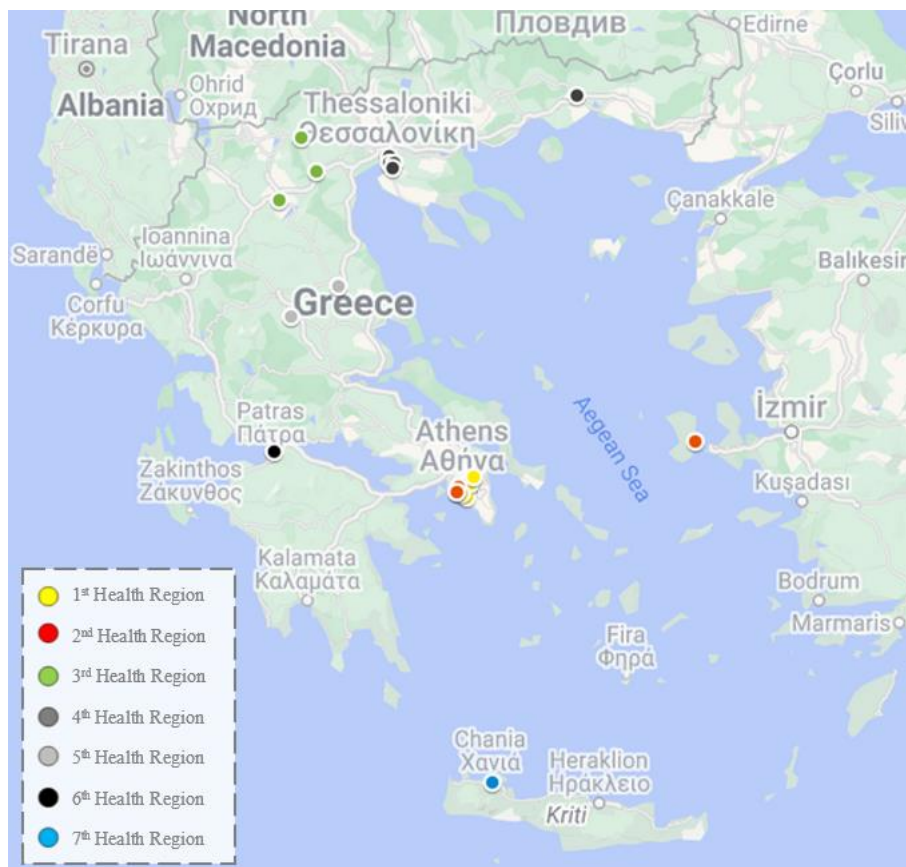 North
Macedonia
Пловдив
Edirne
Tirana
Çorlu
Ohrid
Охрид
Albania
Thessaloniki
Θεσσαλονίκη
Siliv
Çanakkale
Ioannina
Ιωάννινα
Sarandë
Balıkesir
Corfu
Κέρκυρα
Greece
Patras
Πάτρα
Athens
Αθήνα
Aegean Sea
İzmir
Zakinthos
Ζάκυνθος
Kuşadası
Kalamata
Καλαμάτα
Bodrum
Marmaris
Fira
Φηρά
Chania
Χανιά
Heraklion
Ηράκλειο
Kriti
1st Health Region
2nd Health Region
3rd Health Region
4th Health Region
5th Health Region
6th Health Region
7th Health Region